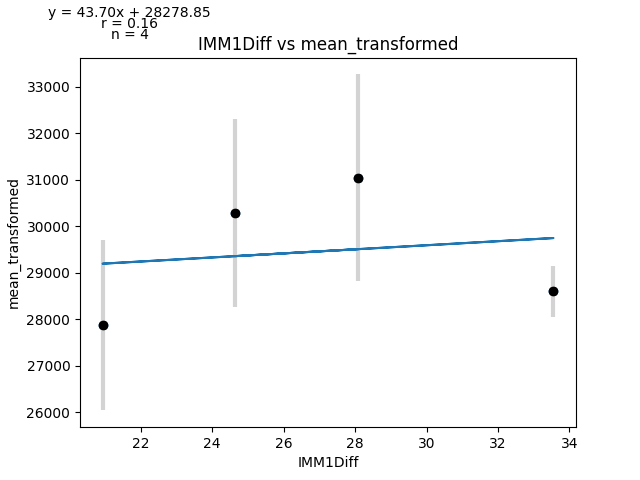 y = 43.70x + 28278.85
r = 0.16
n = 4
IMM1Diff vs mean_transformed
33000
32000
31000
30000
29000
28000
27000
26000
mean_transformed
22 24 26 28 30 32 34
IMM1Diff